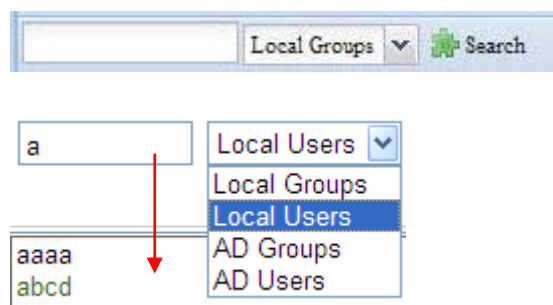 Local Groups Search
a Local Users
Local Groups
Local Users
AD Groups
AD Users
aaaa
abcd